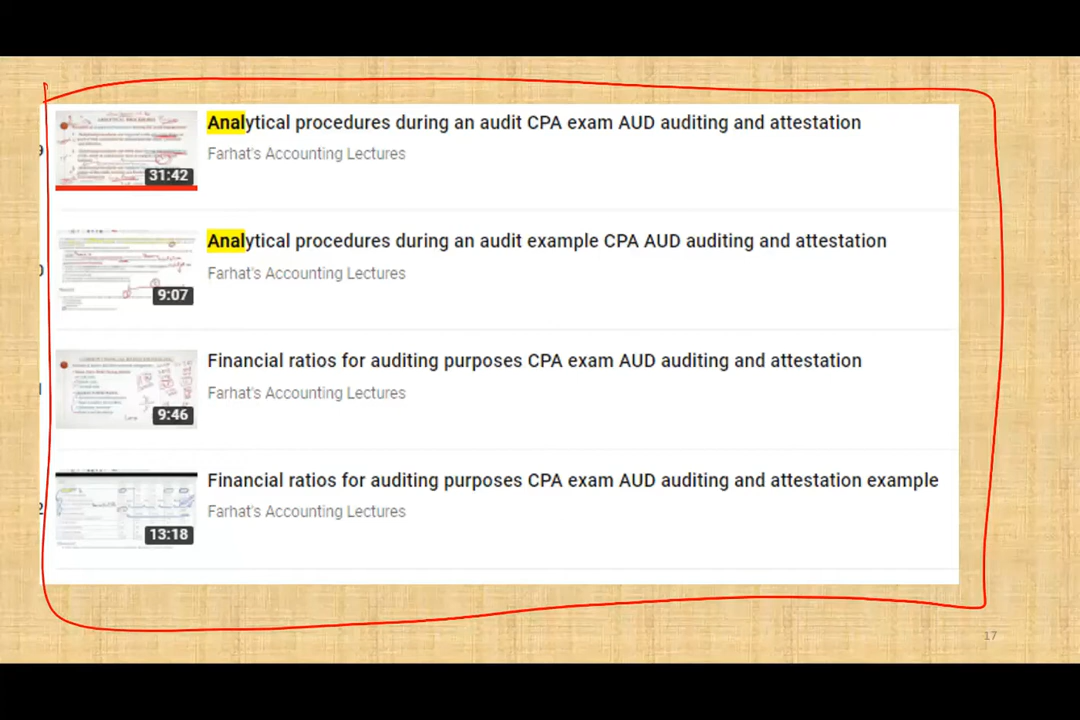 Analytical procedures during an audit CPA exam AUD auditing and attestation
Farhat's Accounting Lectures
31:42
Analytical procedures during an audit example CPA AUD auditing and attestation
Farhat's Accounting Lectures
9:07
Financial ratios for auditing purposes CPA exam AUD auditing and attestation
Farhat's Accounting Lectures
9:46
Financial ratios for auditing purposes CPA exam AUD auditing and attestation example
Farhat's Accounting Lectures
13:18
17